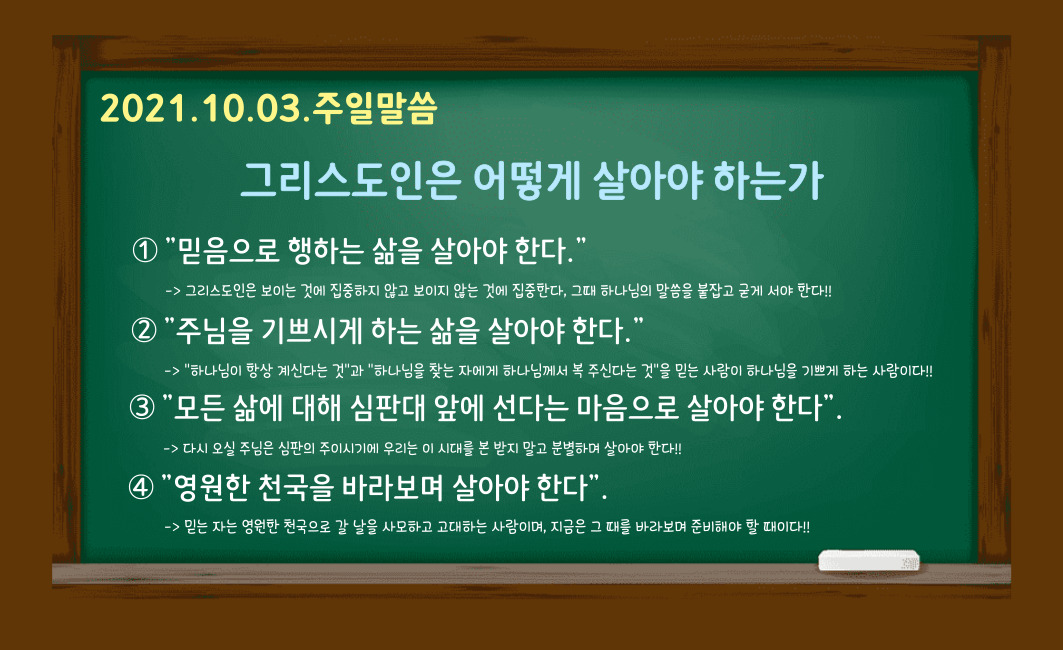 2021.10.03.주일말씀
그리스도인은 어떻게 살아야 하는가
① "믿음으로 행하는 삶을 살아야 한다."
-> 그리스도인은 보이는 것에 집중하지 않고 보이지 않는 것에 집중한다, 그때 하나님의 말씀을 붙잡고 굳게 서야 한다!!
② "주님을 기쁘시게 하는 삶을 살아야 한다."
-> "하나님이 항상 계신다는 것"과 "하나님을 찾는 자에게 하나님께서 복 주신다는 것"을 믿는 사람이 하나님을 기쁘게 하는 사람이다!!
③ "모든 삶에 대해 심판대 앞에 선다는 마음으로 살아야 한다".
-> 다시 오실 주님은 심판의 주이시기에 우리는 이 시대를 본 받지 말고 분별하며 살아야 한다!!
④ "영원한 천국을 바라보며 살아야 한다".
-> 믿는 자는 영원한 천국으로 갈 날을 사모하고 고대하는 사람이며, 지금은 그 때를 바라보며 준비해야 할 때이다!!